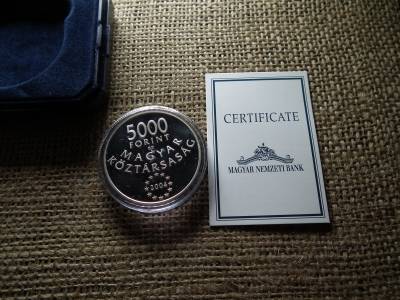 5000
FORINT
MAGYAR
KÖZTÁRSASÁG
2004
CERTIFICATE
MAGYAR NEMZETI BANK